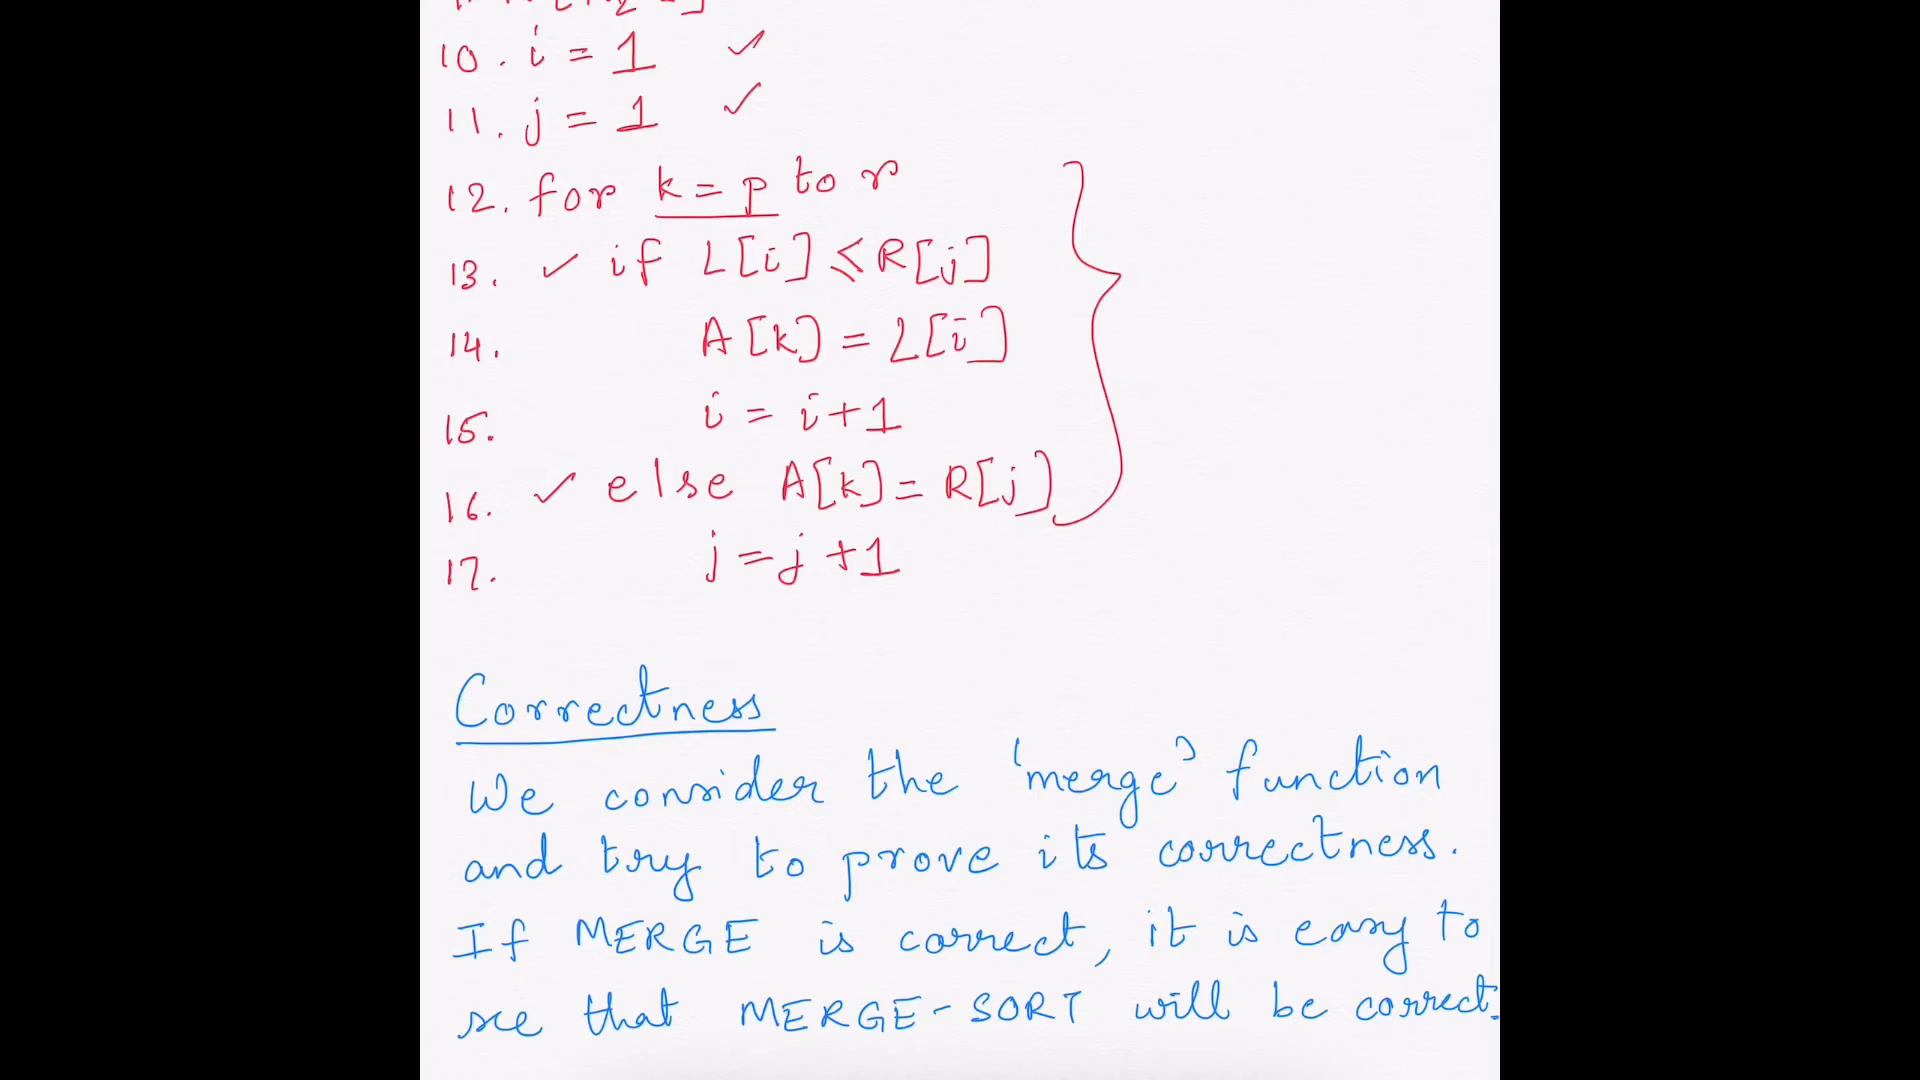 10. i = 1 ✓
11. j = 1 ✓
12. for k = p to r
13. ✓ if L[i] ≤ R[j]
14. A[k] = L[i]
15. i = i+1
16. ✓ else A[k] = R[j]
17. j = j+1
Correctness
We consider the 'merge' function
and try to prove its correctness.
If MERGE is correct, it is easy to
see that MERGE-SORT will be correct.